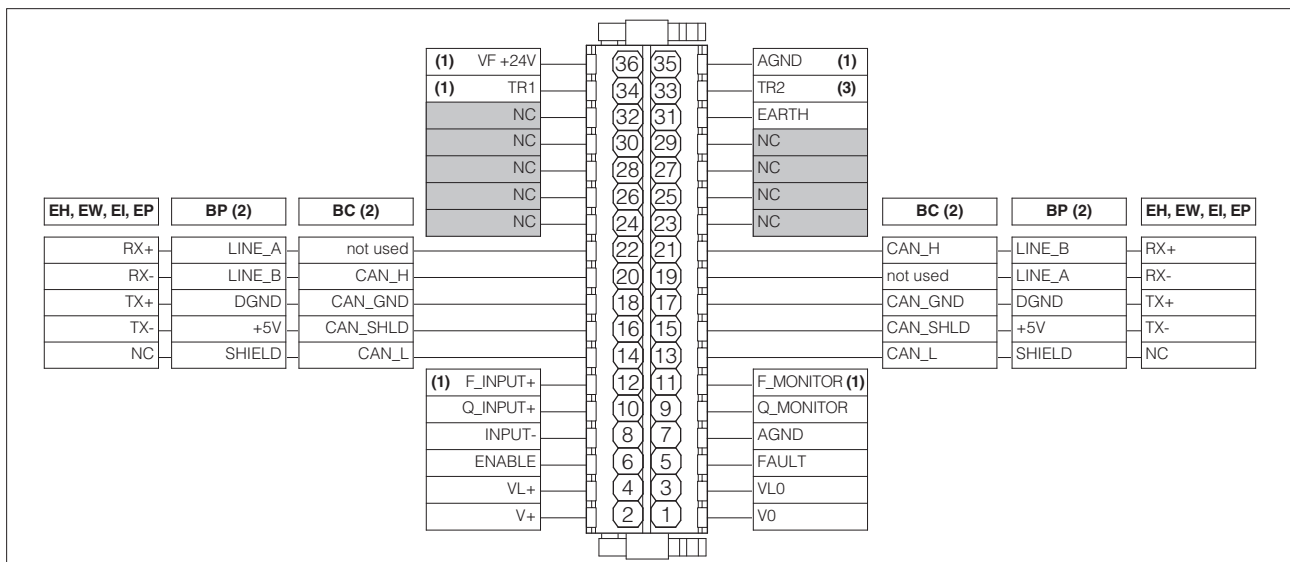 (1) VF +24V 36 35 AGND (1)
(1) TR1 34 33 TR2 (3)
NC 32 31 EARTH
NC 30 29 NC
NC 28 27 NC
NC 26 25 NC
EH, EW, EI, EP BP (2) BC (2) NC 24 23 NC BC (2) BP (2) EH, EW, EI, EP
RX+ LINE_A not used 22 21 CAN_H LINE_B RX+
RX- LINE_B CAN_H 20 19 not used LINE_A RX-
TX+ DGND CAN_GND 18 17 CAN_GND DGND TX+
TX- +5V CAN_SHLD 16 15 CAN_SHLD +5V TX-
NC SHIELD CAN_L 14 13 CAN_L SHIELD NC
(1) F_INPUT+ 12 11 F_MONITOR (1)
Q_INPUT+ 10 9 Q_MONITOR
INPUT- 8 7 AGND
ENABLE 6 5 FAULT
VL+ 4 3 VL0
V+ 2 1 V0